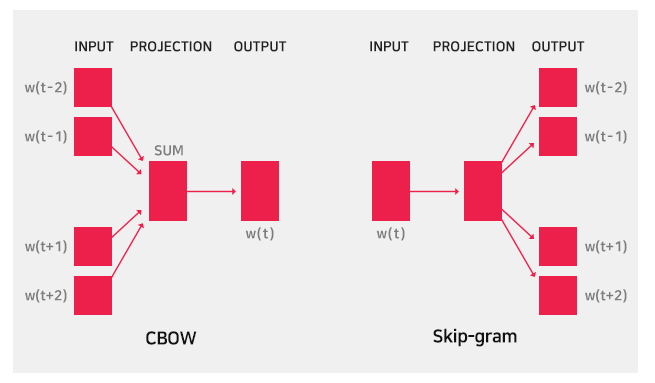 INPUT PROJECTION OUTPUT
w(t-2)
w(t-1)
SUM
w(t)
w(t+1)
w(t+2)
CBOW
INPUT PROJECTION OUTPUT
w(t-2)
w(t-1)
w(t)
w(t+1)
w(t+2)
Skip-gram